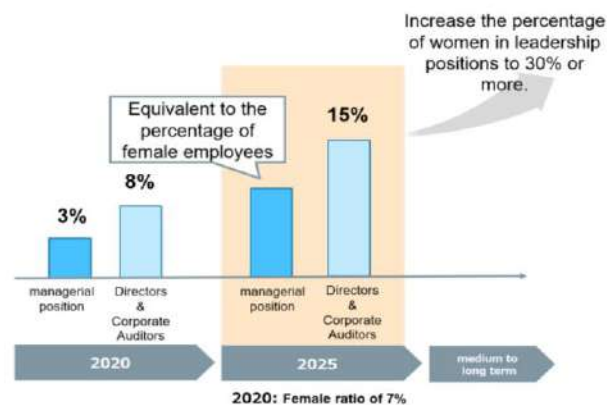 Increase the percentage
of women in leadership
positions to 30% or
more.
Equivalent to the
percentage of
female employees
15%
8%
3%
managerial
position
Directors
&
Corporate
Auditors
managerial
position
Directors
&
Corporate
Auditors
2020
2025
medium to
long term
2020: Female ratio of 7%